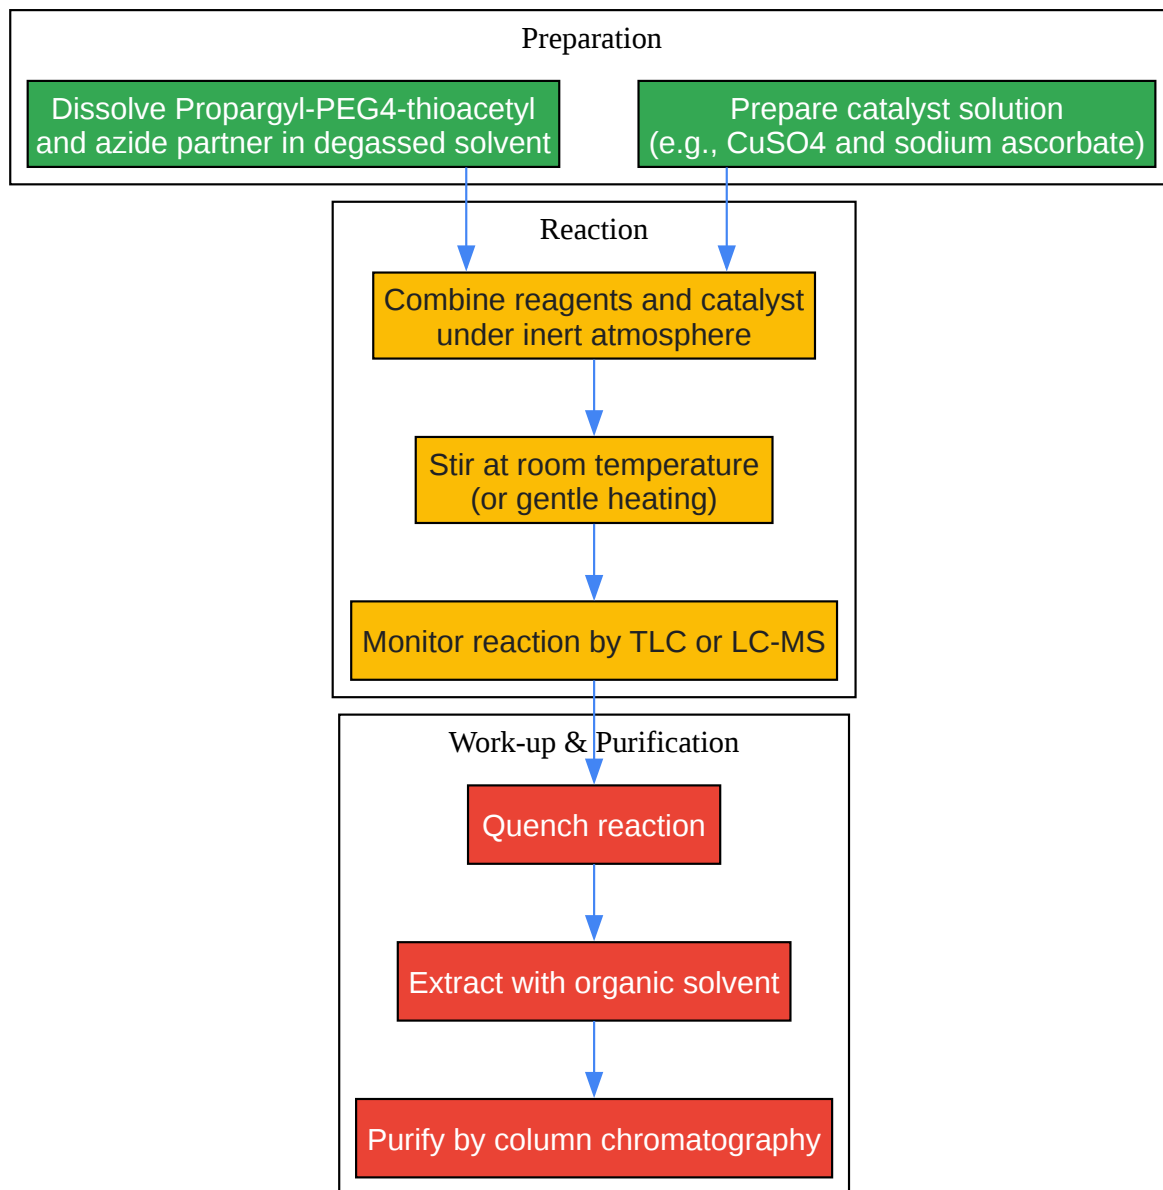 Preparation
Dissolve Propargyl-PEG4-thioacetyl
and azide partner in degassed solvent
Prepare catalyst solution
(e.g., CuSO4 and sodium ascorbate)
Reaction
Combine reagents and catalyst
under inert atmosphere
Stir at room temperature
(or gentle heating)
Monitor reaction by TLC or LC-MS
Work-up & Purification
Quench reaction
Extract with organic solvent
Purify by column chromatography